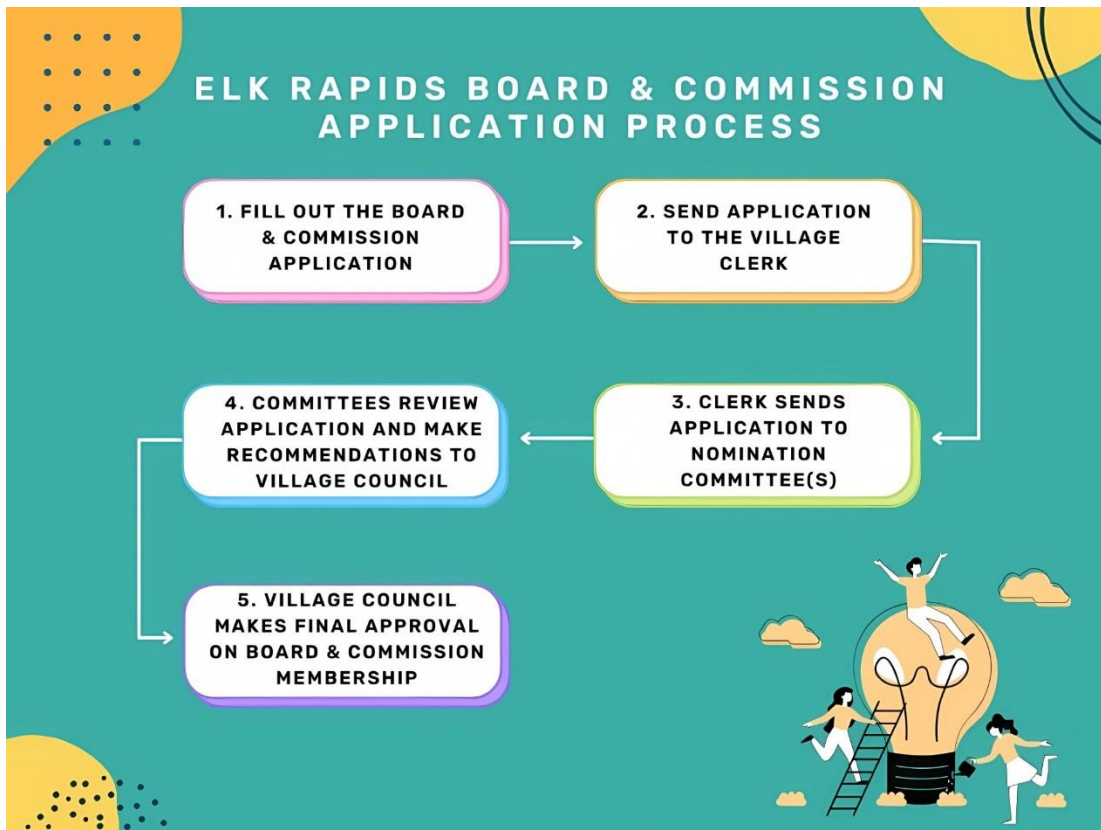 ELK RAPIDS BOARD & COMMISSION
APPLICATION PROCESS
1. FILL OUT THE BOARD
& COMMISSION
APPLICATION
2. SEND APPLICATION
TO THE VILLAGE
CLERK
3. CLERK SENDS
APPLICATION TO
NOMINATION
COMMITTEE(S)
4. COMMITTEES REVIEW
APPLICATION AND MAKE
RECOMMENDATIONS TO
VILLAGE COUNCIL
5. VILLAGE COUNCIL
MAKES FINAL APPROVAL
ON BOARD & COMMISSION
MEMBERSHIP